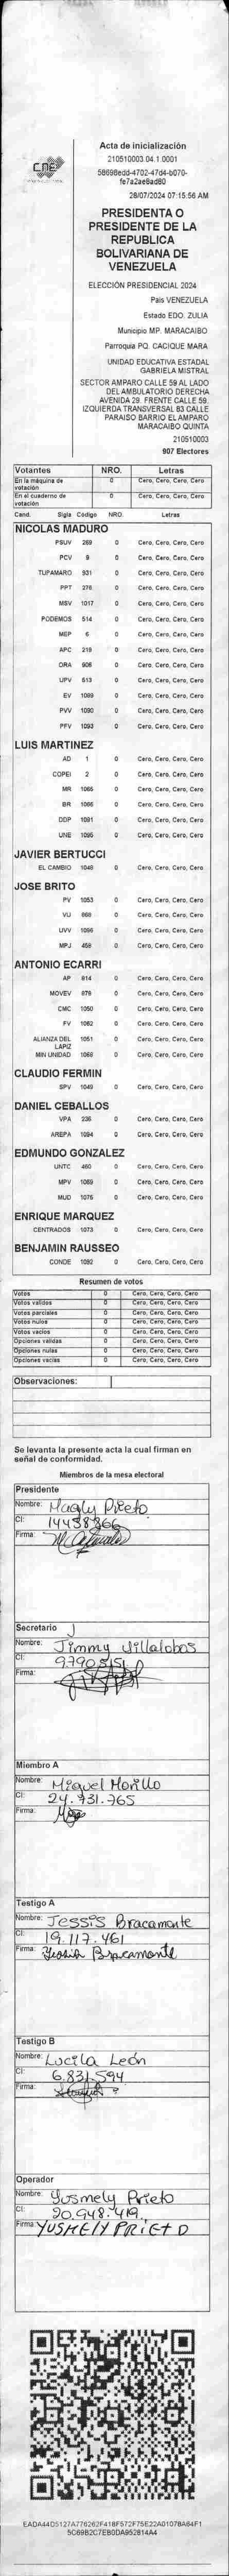 CNE
Acta de inicialización
210510003.04.1.0001
58698edd-4702-47d4-b070-
fe7a2ae8ad80
28/07/2024 07:15:56 AM
PRESIDENTA O
PRESIDENTE DE LA
REPUBLICA
BOLIVARIANA DE
VENEZUELA
ELECCIÓN PRESIDENCIAL 2024
País VENEZUELA
Estado EDO. ZULIA
Municipio MP. MARACAIBO
Parroquia PQ. CACIQUE MARA
UNIDAD EDUCATIVA ESTADAL
GABRIELA MISTRAL
SECTOR AMPARO CALLE 59 AL LADO
DEL AMBULATORIO DERECHA
AVENIDA 29. FRENTE CALLE 59.
IZQUIERDA TRANSVERSAL 83 CALLE
PARAISO BARRIO EL AMPARO
MARACAIBO QUINTA
210510003
907 Electores
Votantes NRO. Letras
En la máquina de votación 0 Cero, Cero, Cero, Cero
En el cuaderno de votación 0 Cero, Cero, Cero, Cero
Cand. Sigla Código NRO. Letras
NICOLAS MADURO
PSUV 269 0 Cero, Cero, Cero, Cero
PCV 9 0 Cero, Cero, Cero, Cero
TUPAMARO 931 0 Cero, Cero, Cero, Cero
PPT 276 0 Cero, Cero, Cero, Cero
MSV 1017 0 Cero, Cero, Cero, Cero
PODEMOS 514 0 Cero, Cero, Cero, Cero
MEP 6 0 Cero, Cero, Cero, Cero
APC 219 0 Cero, Cero, Cero, Cero
ORA 906 0 Cero, Cero, Cero, Cero
UPV 513 0 Cero, Cero, Cero, Cero
EV 1089 0 Cero, Cero, Cero, Cero
PVV 1090 0 Cero, Cero, Cero, Cero
PFV 1093 0 Cero, Cero, Cero, Cero
LUIS MARTINEZ
AD 1 0 Cero, Cero, Cero, Cero
COPEI 2 0 Cero, Cero, Cero, Cero
MR 1065 0 Cero, Cero, Cero, Cero
BR 1066 0 Cero, Cero, Cero, Cero
DDP 1091 0 Cero, Cero, Cero, Cero
UNE 1095 0 Cero, Cero, Cero, Cero
JAVIER BERTUCCI
EL CAMBIO 1048 0 Cero, Cero, Cero, Cero
JOSE BRITO
PV 1053 0 Cero, Cero, Cero, Cero
VU 868 0 Cero, Cero, Cero, Cero
UVV 1096 0 Cero, Cero, Cero, Cero
MPJ 458 0 Cero, Cero, Cero, Cero
ANTONIO ECARRI
AP 814 0 Cero, Cero, Cero, Cero
MOVEV 876 0 Cero, Cero, Cero, Cero
CMC 1050 0 Cero, Cero, Cero, Cero
FV 1062 0 Cero, Cero, Cero, Cero
ALIANZA DEL LAPIZ 1051 0 Cero, Cero, Cero, Cero
MIN UNIDAD 1068 0 Cero, Cero, Cero, Cero
CLAUDIO FERMIN
SPV 1049 0 Cero, Cero, Cero, Cero
DANIEL CEBALLOS
VPA 236 0 Cero, Cero, Cero, Cero
AREPA 1094 0 Cero, Cero, Cero, Cero
EDMUNDO GONZALEZ
UNTC 460 0 Cero, Cero, Cero, Cero
MPV 1059 0 Cero, Cero, Cero, Cero
MUD 1075 0 Cero, Cero, Cero, Cero
ENRIQUE MARQUEZ
CENTRADOS 1073 0 Cero, Cero, Cero, Cero
BENJAMIN RAUSSEO
CONDE 1092 0 Cero, Cero, Cero, Cero
Resumen de votos
Votos 0 Cero, Cero, Cero, Cero
Votos validos 0 Cero, Cero, Cero, Cero
Votos parciales 0 Cero, Cero, Cero, Cero
Votos nulos 0 Cero, Cero, Cero, Cero
Votos vacíos 0 Cero, Cero, Cero, Cero
Opciones validas 0 Cero, Cero, Cero, Cero
Opciones nulas 0 Cero, Cero, Cero, Cero
Opciones vacías 0 Cero, Cero, Cero, Cero
Observaciones:
Se levanta la presente acta la cual firman en
señal de conformidad.
Miembros de la mesa electoral
Presidente
Nombre: Magly Prieto
CI: 14458866
Firma:
Secretario
Nombre: Jimmy Villalobos
CI: 9.790.5151
Firma:
Miembro A
Nombre: Miguel Morillo
CI: 24.731.765
Firma:
Testigo A
Nombre: Jessis Bracamonte
CI: 19.117.461
Firma: Bracamonte
Testigo B
Nombre: Lucila León
CI: 6.831.594
Firma:
Operador
Nombre: Yusmely Prieto
CI: 20.948.419
Firma: YUSMELY PRIETO
EADA44D5127A776262F418F572F75E22A01078A64F1
5C69B2C7EB0DA952814A4